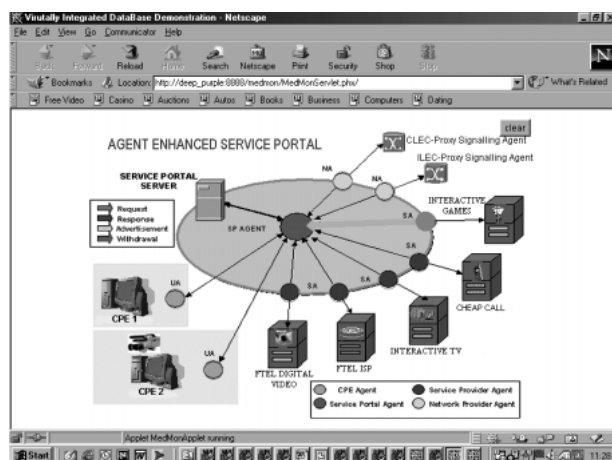 Virutally Integrated DataBase Demonstration - Netscape
File Edit View Go Communicator Help
Back Forward Reload Home Search Netscape Print Security Shop Stop
Bookmarks Location: http://deep_purple:8888/medmon/MedMonServlet.phx/ What's Related
Free Video Casino Auctions Autos Books Business Computers Dating
clear
AGENT ENHANCED SERVICE PORTAL
CLEC-Proxy Signalling Agent
ILEC-Proxy Signalling Agent
NA
NA
SERVICE PORTAL
SERVER
INTERACTIVE
GAMES
Request
Response
Advertisement
Withdrawal
SP AGENT
SA
SA
UA
CPE 1
SA
SA
SA
CHEAP CALL
UA
CPE 2
INTERACTIVE TV
FTEL DIGITAL
VIDEO
FTEL ISP
CPE Agent
Service Provider Agent
Service Portal Agent
Network Provider Agent
Applet MedMonApplet running
Start
11:28